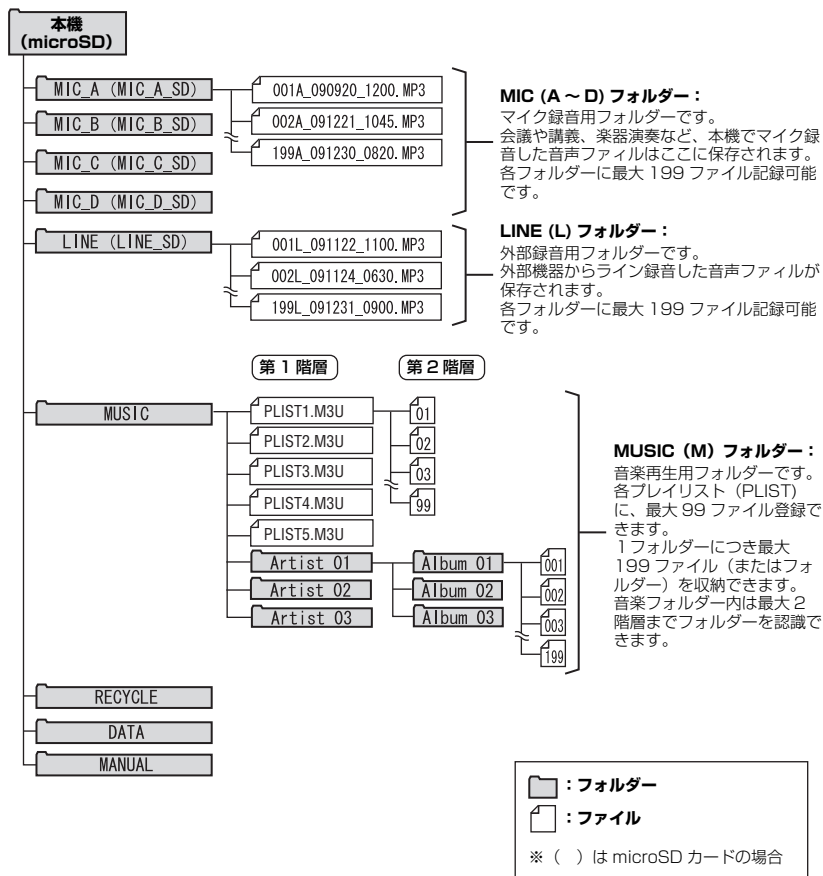 本機
(microSD)
MIC_A (MIC_A_SD)
001A_090920_1200.MP3
MIC_B (MIC_B_SD)
002A_091221_1045.MP3
MIC_C (MIC_C_SD)
199A_091230_0820.MP3
MIC_D (MIC_D_SD)
MIC (A ～ D) フォルダー：
マイク録音用フォルダーです。
会議や講義、楽器演奏など、本機でマイク録
音した音声ファィルはここに保存されます。
各フォルダーに最大 199 ファイル記録可能
です。
LINE (LINE_SD)
001L_091122_1100.MP3
002L_091124_0630.MP3
199L_091231_0900.MP3
LINE (L) フォルダー：
外部録音用フォルダーです。
外部機器からライン録音した音声ファィルが
保存されます。
各フォルダーに最大 199 ファイル記録可能
です。
第 1 階層
第 2 階層
MUSIC
PLIST1.M3U
PLIST2.M3U
PLIST3.M3U
PLIST4.M3U
PLIST5.M3U
01
02
03
99
Artist 01
Artist 02
Artist 03
Album 01
Album 02
Album 03
001
002
003
199
MUSIC（M）フォルダー：
音楽再生用フォルダーです。
各プレイリスト（PLIST)
に、最大 99 ファイル登録で
きます。
1 フォルダーにつき最大
199 ファイル（またはフォ
ルダー）を収納できます。
音楽フォルダー内は最大 2
階層までフォルダーを認識で
きます。
RECYCLE
DATA
MANUAL
：フォルダー
：ファイル
※（　）は microSD カードの場合